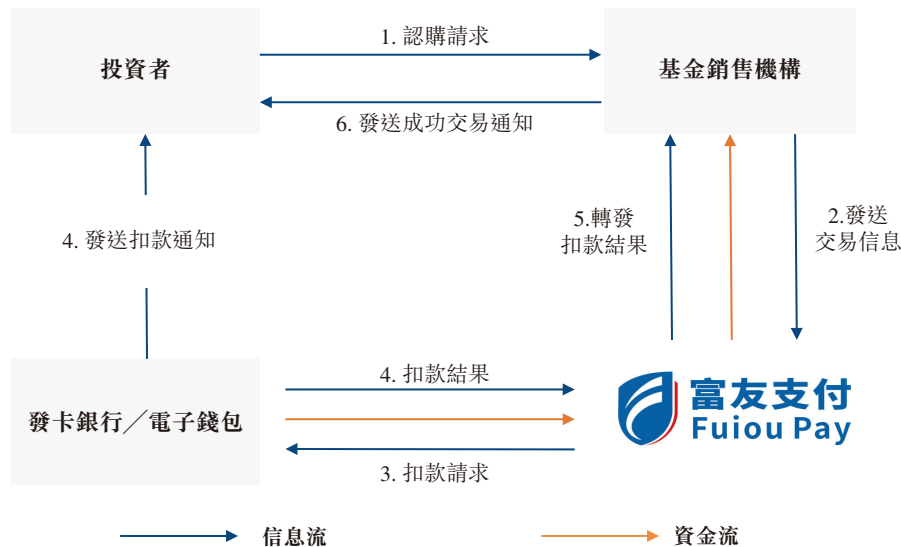 1. 認購請求
投資者
基金銷售機構
6. 發送成功交易通知
4. 發送扣款通知
5.轉發
扣款結果
2.發送
交易信息
4. 扣款結果
發卡銀行／電子錢包
富友支付
Fuiou Pay
3. 扣款請求
信息流
資金流